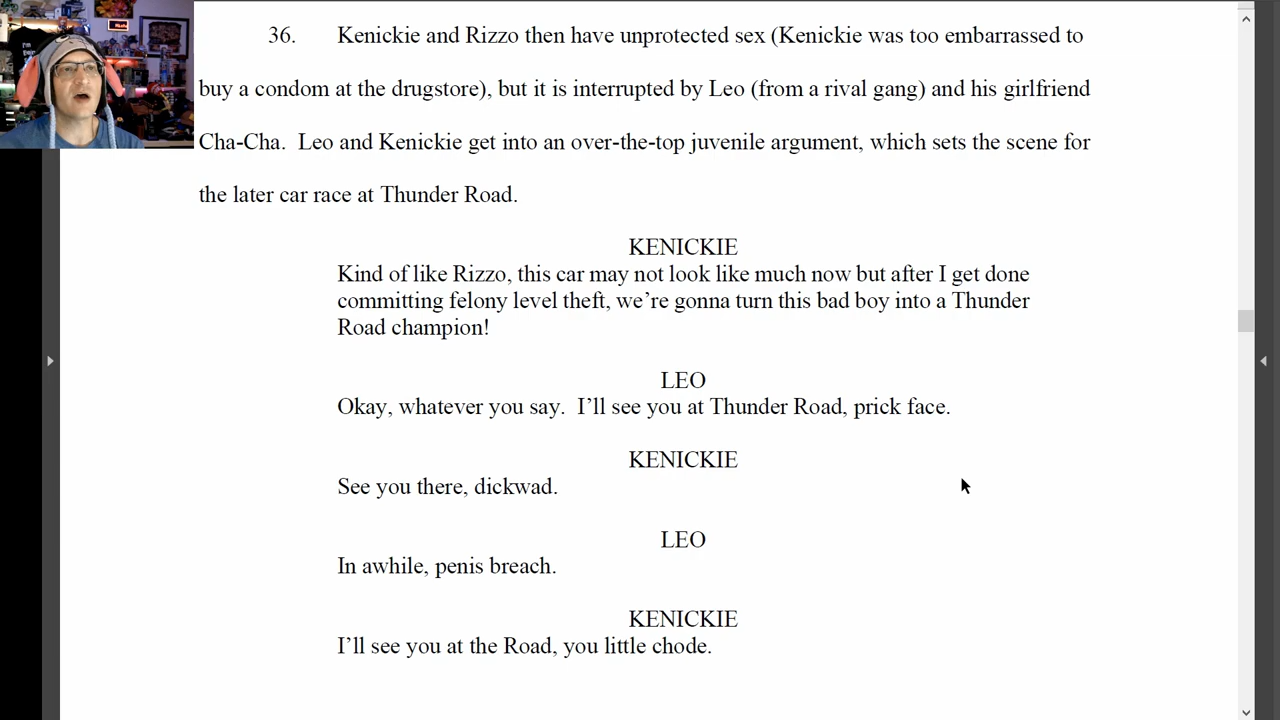 36. Kenickie and Rizzo then have unprotected sex (Kenickie was too embarrassed to
buy a condom at the drugstore), but it is interrupted by Leo (from a rival gang) and his girlfriend
Cha-Cha.  Leo and Kenickie get into an over-the-top juvenile argument, which sets the scene for
the later car race at Thunder Road.
KENICKIE
Kind of like Rizzo, this car may not look like much now but after I get done
committing felony level theft, we’re gonna turn this bad boy into a Thunder
Road champion!
LEO
Okay, whatever you say.  I’ll see you at Thunder Road, prick face.
KENICKIE
See you there, dickwad.
LEO
In awhile, penis breach.
KENICKIE
I’ll see you at the Road, you little chode.